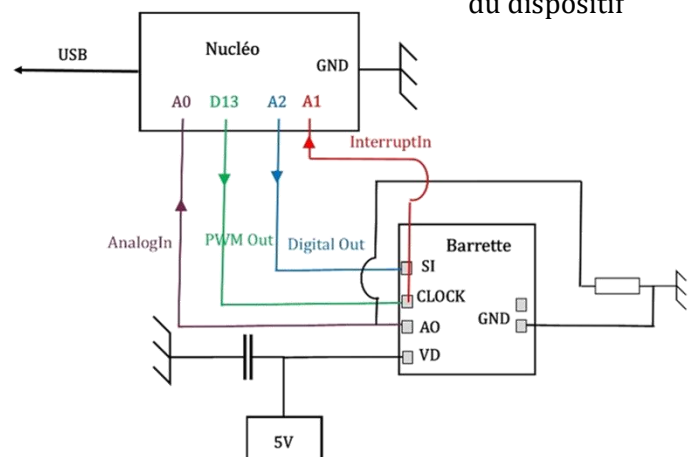 du dispositif
USB
Nucléo
GND
A0 D13 A2 A1
InterruptIn
AnalogIn
PWM Out
Digital Out
Barrette
SI
CLOCK
GND
AO
VD
5V